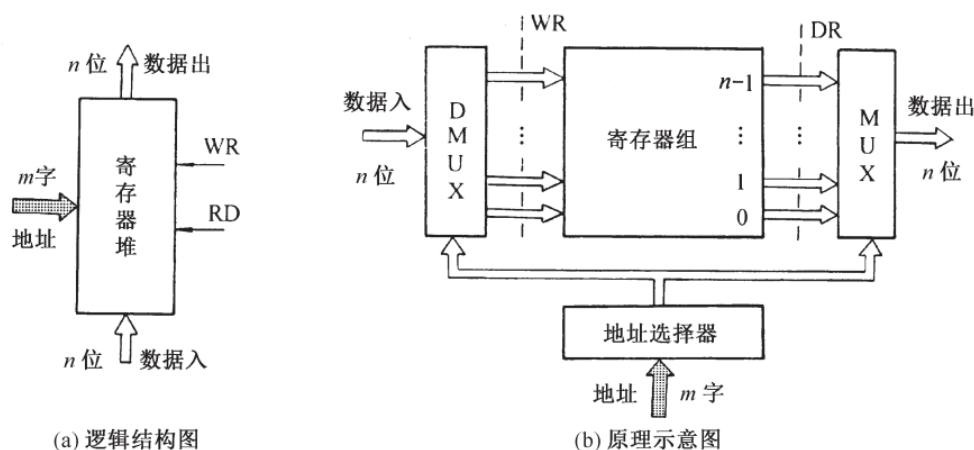 n 位
数据出
寄存器堆
WR
m字
地址
RD
n 位
数据入
(a) 逻辑结构图
WR
DR
数据入
n 位
DMUX
寄存器组
n-1
⋮
1
0
MUX
数据出
n 位
地址选择器
地址
m 字
(b) 原理示意图